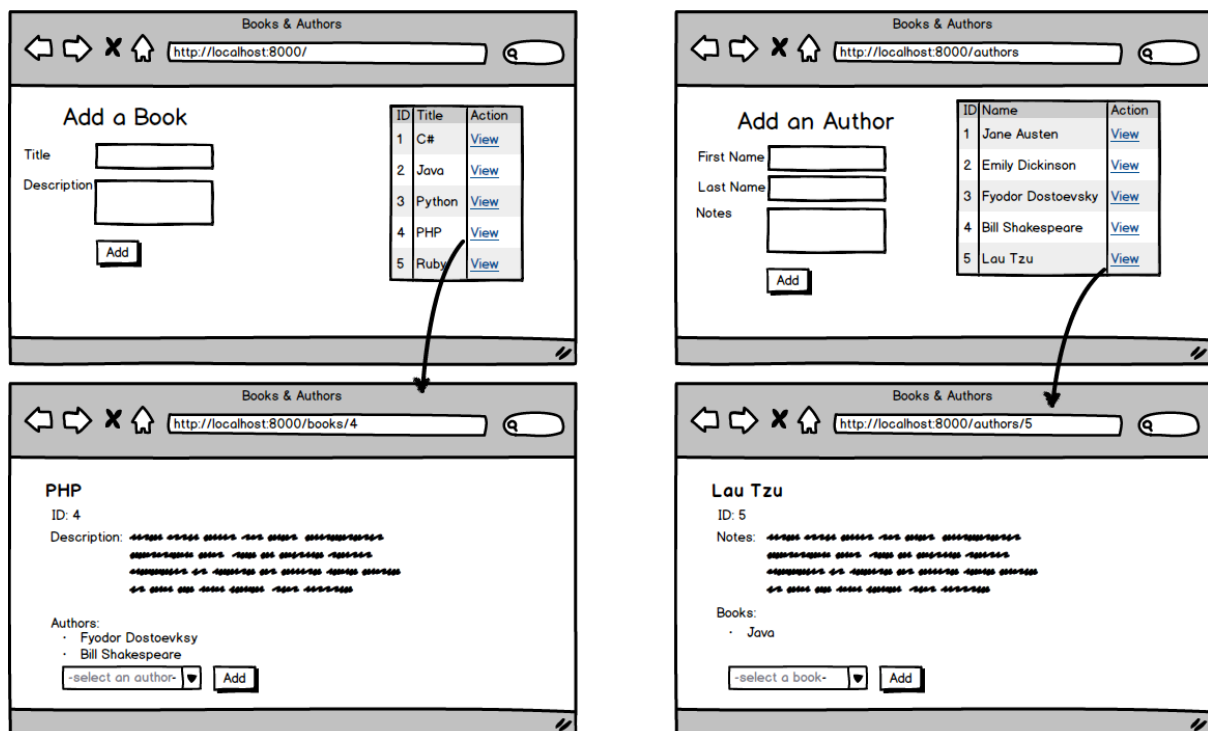 Books & Authors
http://localhost:8000/
Add a Book
Title
Description
Add
ID Title Action
1 C# View
2 Java View
3 Python View
4 PHP View
5 Ruby View
Books & Authors
http://localhost:8000/authors
Add an Author
First Name
Last Name
Notes
Add
ID Name Action
1 Jane Austen View
2 Emily Dickinson View
3 Fyodor Dostoevsky View
4 Bill Shakespeare View
5 Lau Tzu View
Books & Authors
http://localhost:8000/books/4
PHP
ID: 4
Description:
Authors:
· Fyodor Dostoevksy
· Bill Shakespeare
-select an author- Add
Books & Authors
http://localhost:8000/authors/5
Lau Tzu
ID: 5
Notes:
Books:
· Java
-select a book- Add